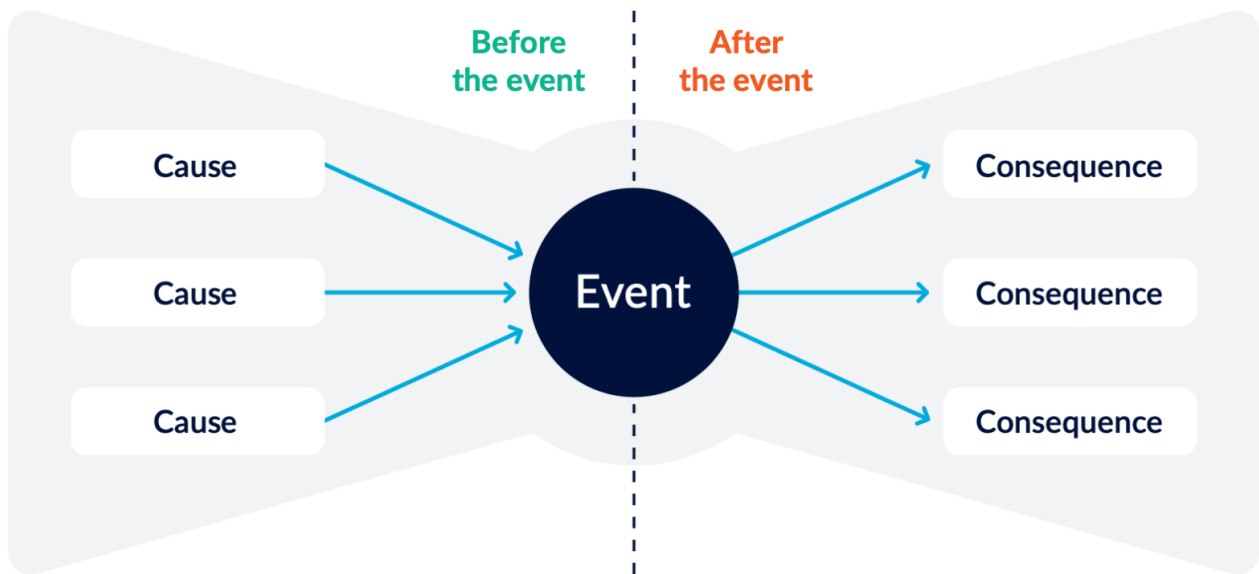 Before
the event
After
the event
Cause
Cause
Cause
Event
Consequence
Consequence
Consequence